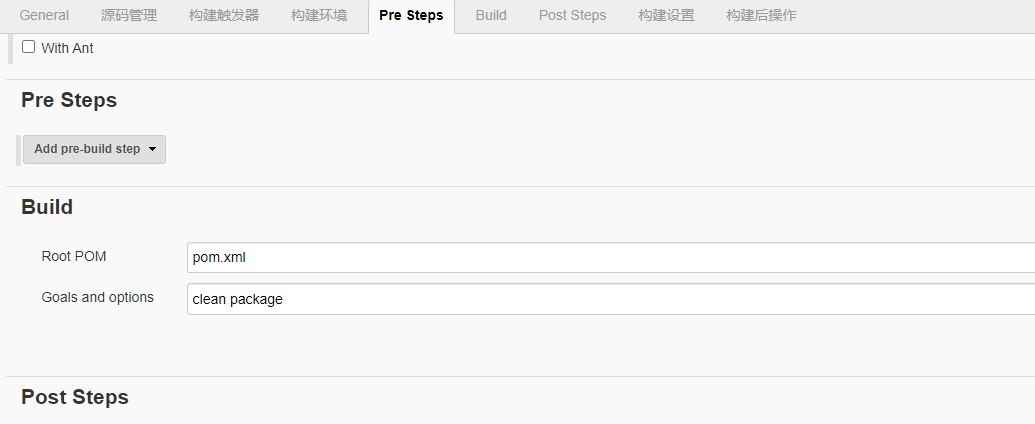 General 源码管理 构建触发器 构建环境 Pre Steps Build Post Steps 构建设置 构建后操作
With Ant
Pre Steps
Add pre-build step
Build
Root POM pom.xml
Goals and options clean package
Post Steps